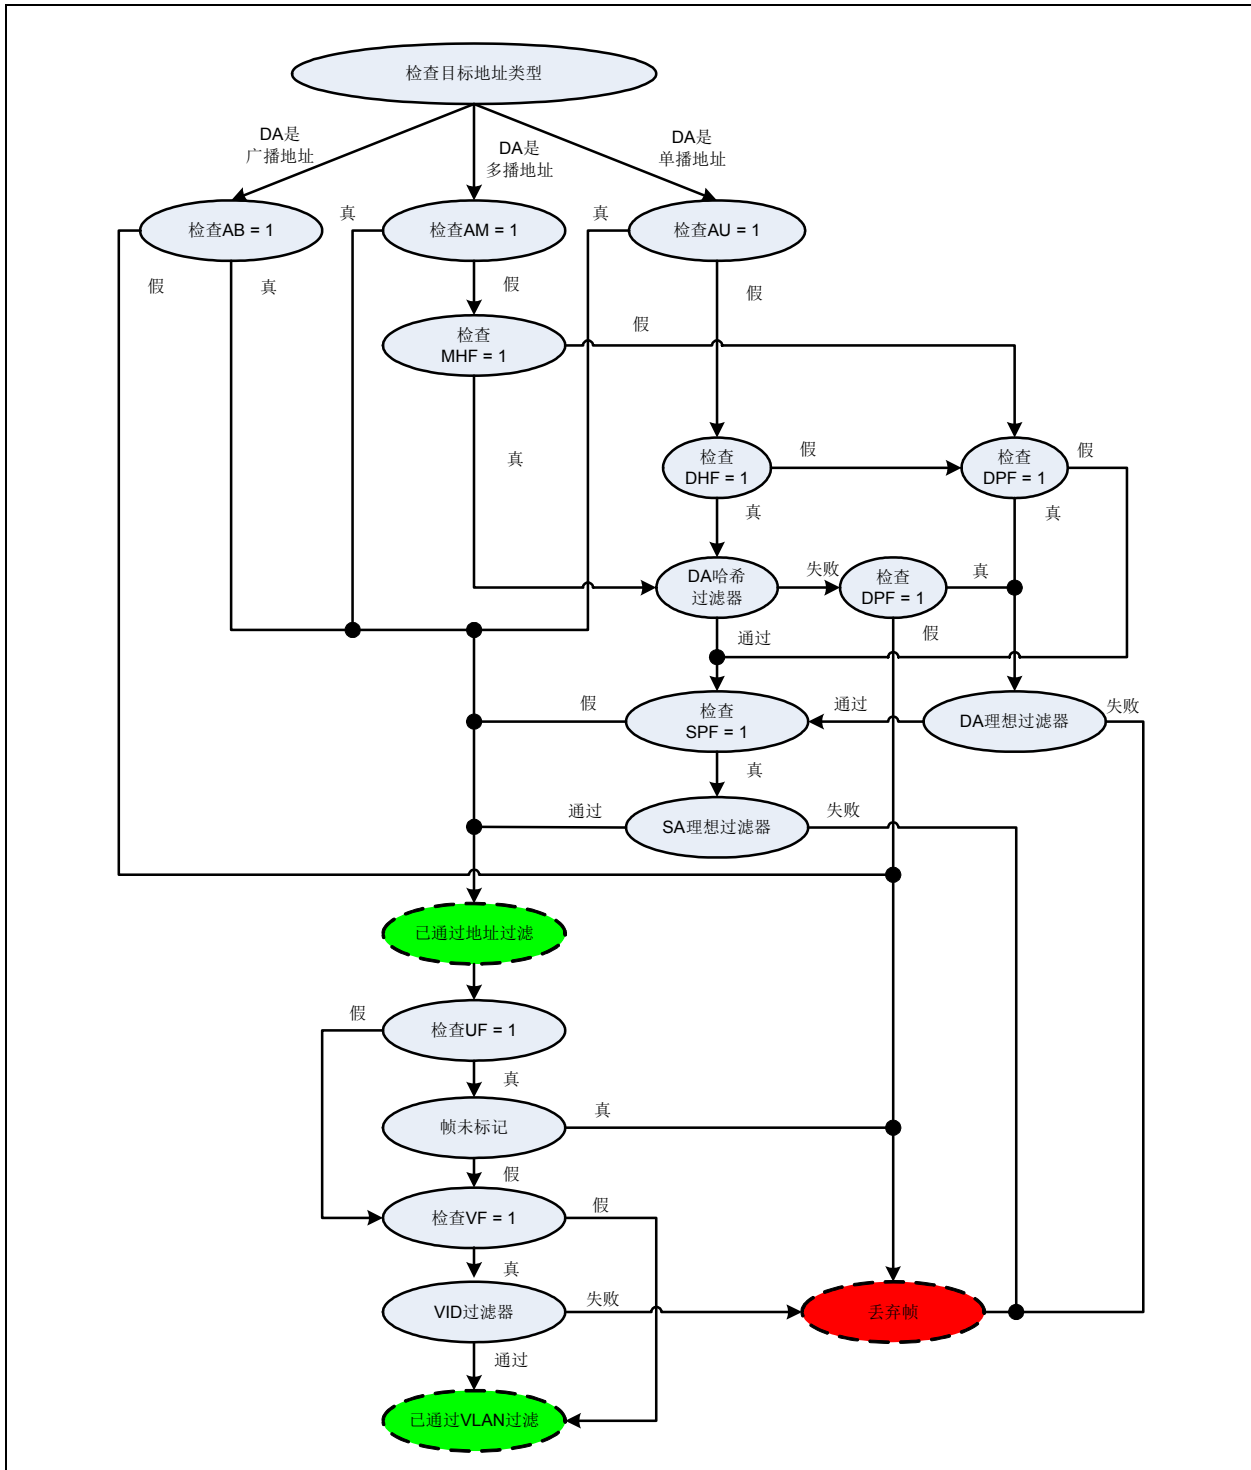 检查目标地址类型
DA是
广播地址
DA是
多播地址
DA是
单播地址
检查AB = 1
真
检查AM = 1
真
检查AU = 1
假
真
假
假
检查
MHF = 1
假
真
检查
DHF = 1
假
检查
DPF = 1
假
真
真
DA哈希
过滤器
失败
检查
DPF = 1
真
通过
假
假
检查
SPF = 1
通过
DA理想过滤器
失败
真
通过
SA理想过滤器
失败
已通过地址过滤
假
检查UF = 1
真
帧未标记
真
假
检查VF = 1
假
真
VID过滤器
失败
丢弃帧
通过
已通过VLAN过滤